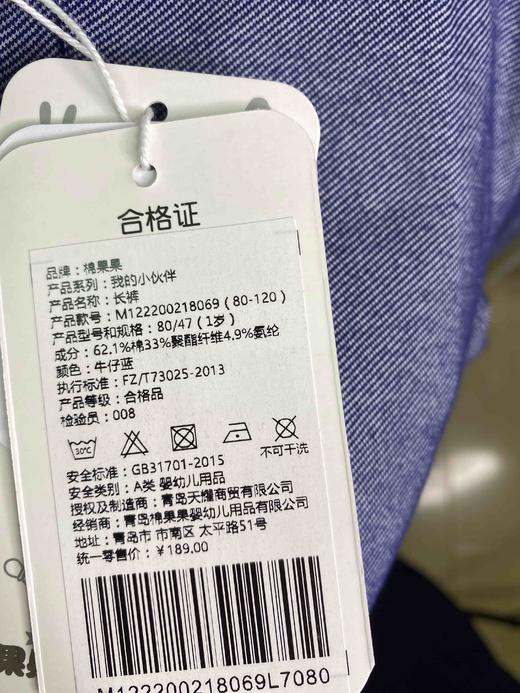 合格证
品牌：棉果果
产品系列：我的小伙伴
产品名称：长裤
产品款号：M122200218069（80-120）
产品型号和规格：80/47（1岁）
成分：62.1%棉33%聚酯纤维4.9%氨纶
颜色：牛仔蓝
执行标准：FZ/T73025-2013
产品等级：合格品
检验员：008
30℃
不可干洗
安全标准：GB31701-2015
安全类别：A类 婴幼儿用品
授权及制造商：青岛天耀商贸有限公司
经销商：青岛棉果果婴幼儿用品有限公司
地址：青岛市 市南区 太平路51号
统一零售价：￥189.00
M122200218069L7080
果